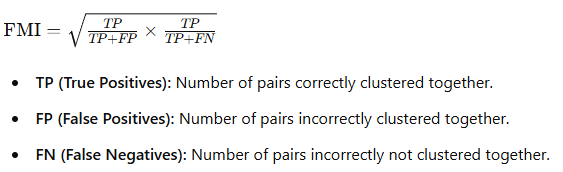 FMI = √(TP/(TP+FP) × TP/(TP+FN))
• TP (True Positives): Number of pairs correctly clustered together.
• FP (False Positives): Number of pairs incorrectly clustered together.
• FN (False Negatives): Number of pairs incorrectly not clustered together.